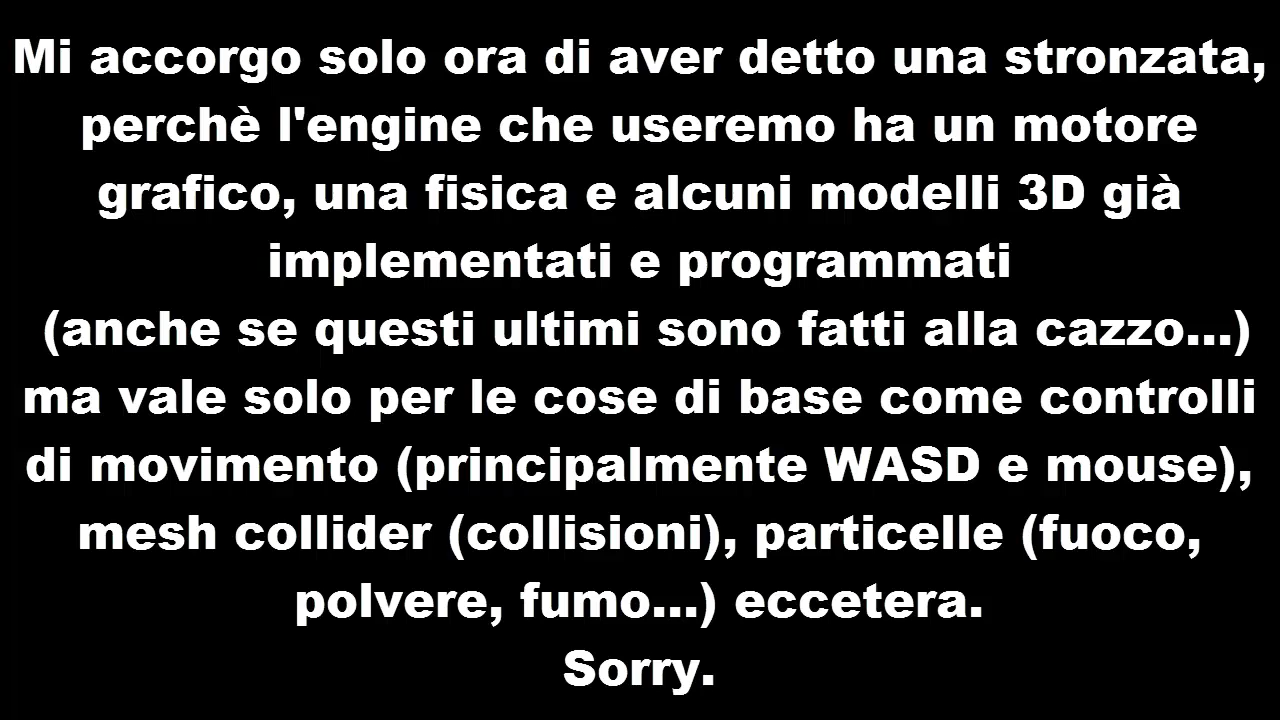 Mi accorgo solo ora di aver detto una stronzata,
perchè l'engine che useremo ha un motore
grafico, una fisica e alcuni modelli 3D già
implementati e programmati
(anche se questi ultimi sono fatti alla cazzo...)
ma vale solo per le cose di base come controlli
di movimento (principalmente WASD e mouse),
mesh collider (collisioni), particelle (fuoco,
polvere, fumo...) eccetera.
Sorry.